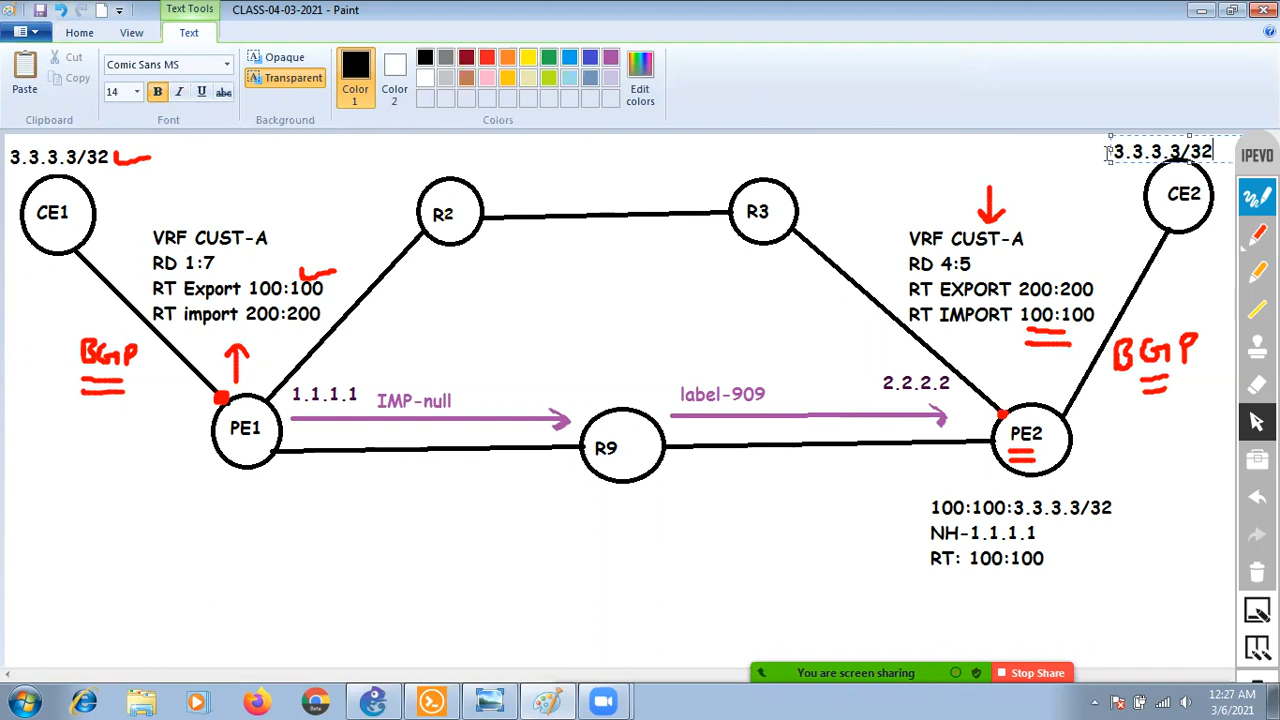 Text Tools
CLASS-04-03-2021 - Paint
Home
View
Text
Cut
Copy
Paste
Clipboard
Comic Sans MS
14
B
I
U
abc
Font
Opaque
Transparent
Background
Color 1
Color 2
Edit colors
Colors
3.3.3.3/32
3.3.3.3/32
IPEVO
CE1
R2
R3
CE2
VRF CUST-A
RD 1:7
RT Export 100:100
RT import 200:200
VRF CUST-A
RD 4:5
RT EXPORT 200:200
RT IMPORT 100:100
BGP
BGP
1.1.1.1
IMP-null
label-909
2.2.2.2
PE1
R9
PE2
100:100:3.3.3.3/32
NH-1.1.1.1
RT: 100:100
You are screen sharing
Stop Share
12:27 AM
3/6/2021